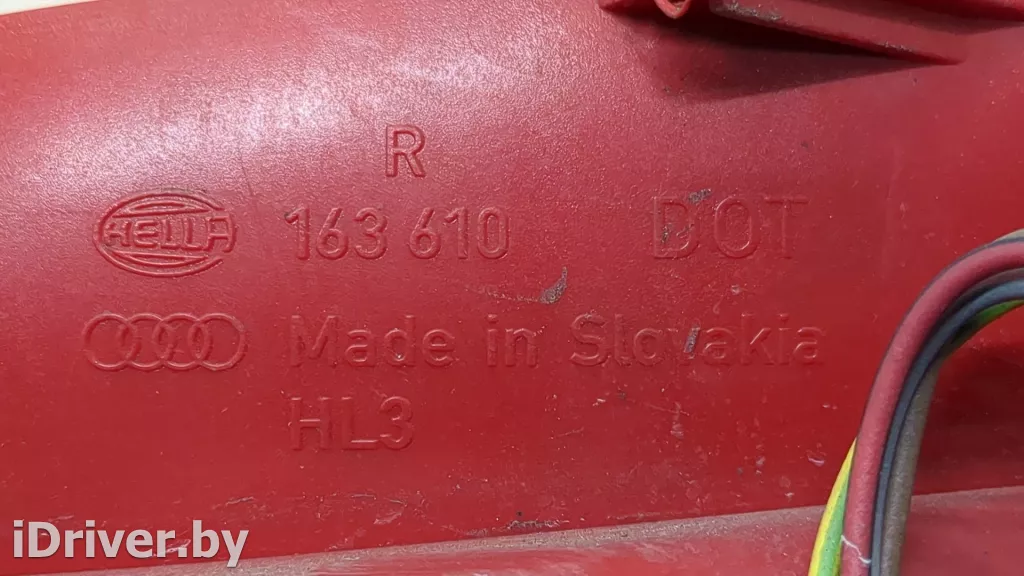 R
HELLA 163 610 DOT
Made in Slovakia
HL3
iDriver.by